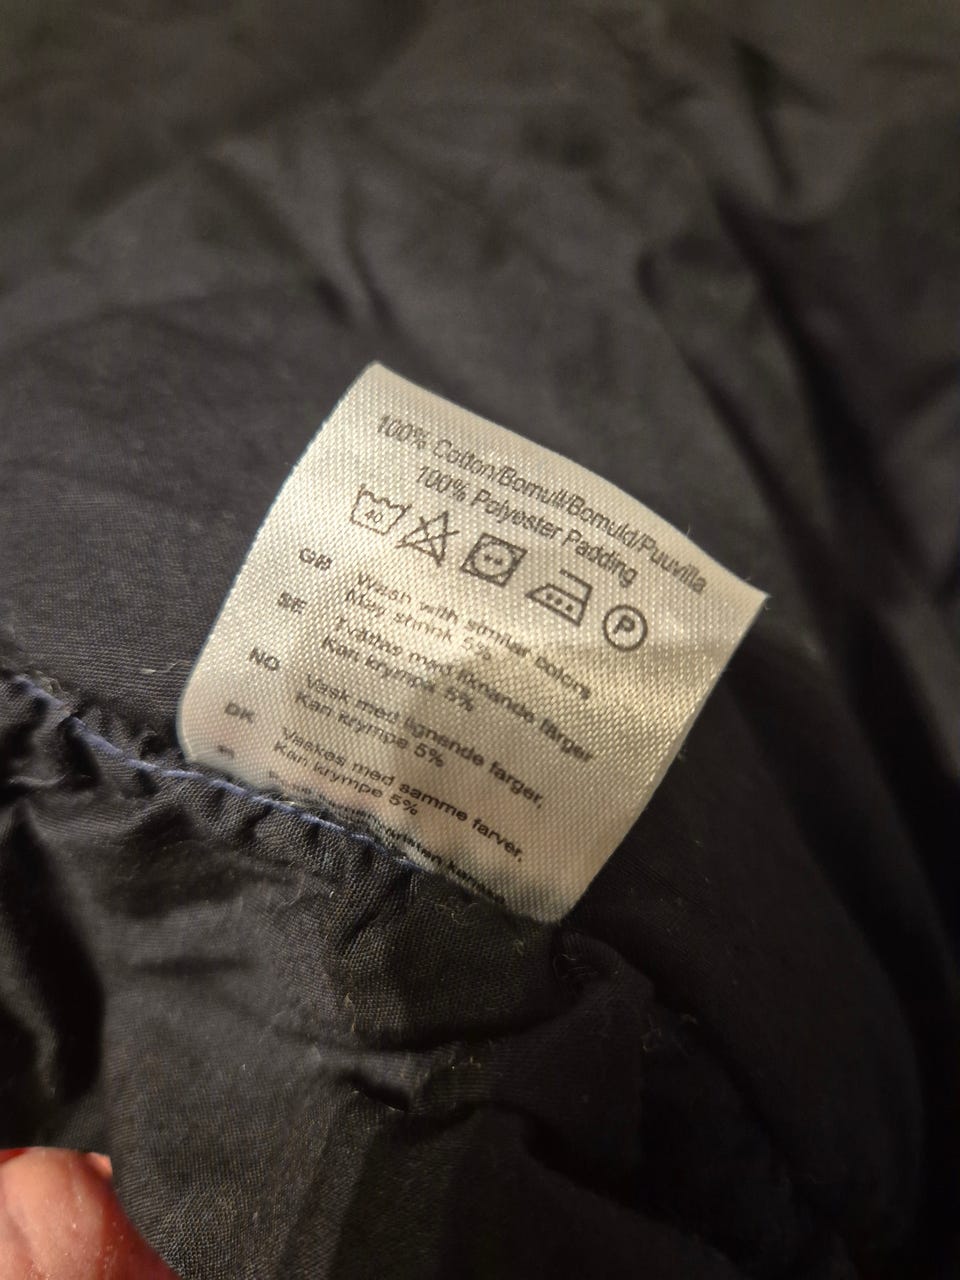 100% Cotton/Bomull/Bomuld/Puuvilla
100% Polyester Padding
40 P
GB Wash with similar colors
May shrink 5%
SE Tvättas med liknande färger
Kan krympa 5%
NO Vask med lignende farger,
Kan krympe 5%
DK Vaskes med samme farver,
Kan krympe 5%